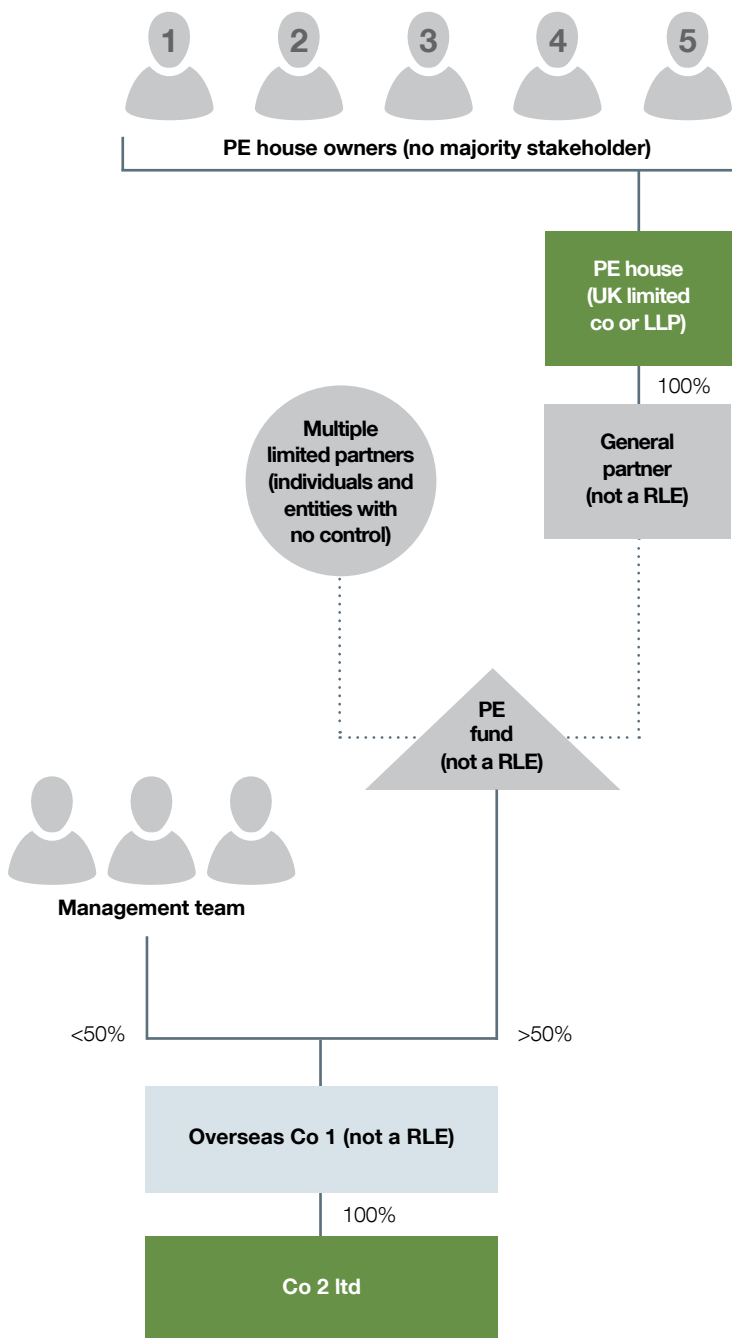 1
2
3
4
5
PE house owners (no majority stakeholder)
PE house
(UK limited
co or LLP)
100%
Multiple
limited partners
(individuals and
entities with
no control)
General
partner
(not a RLE)
PE
fund
(not a RLE)
Management team
<50%
>50%
Overseas Co 1 (not a RLE)
100%
Co 2 ltd